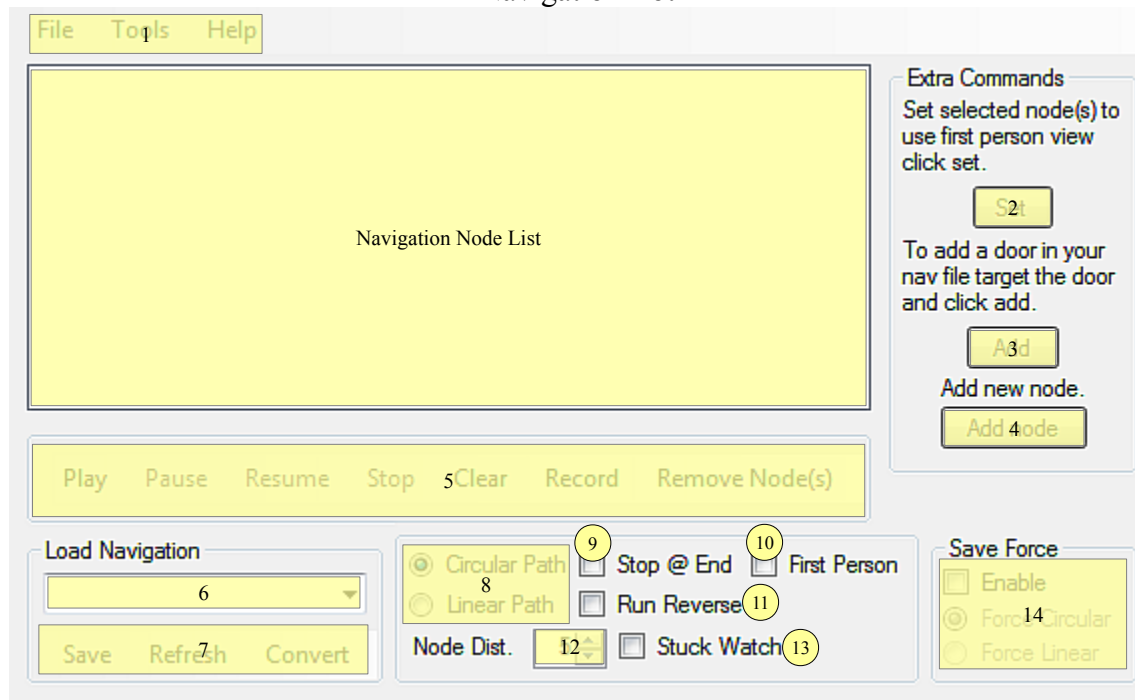 File Tools Help
1
Navigation Node List
Extra Commands
Set selected node(s) to
use first person view
click set.
Set
2
To add a door in your
nav file target the door
and click add.
Add
3
Add new node.
Add node
4
Play Pause Resume Stop Clear Record Remove Node(s)
5
Load Navigation
6
Save Refresh Convert
7
Circular Path
Linear Path
8
9
Stop @ End
10
First Person
Run Reverse
11
Node Dist.
12
Stuck Watch
13
Save Force
Enable
Force Circular
Force Linear
14